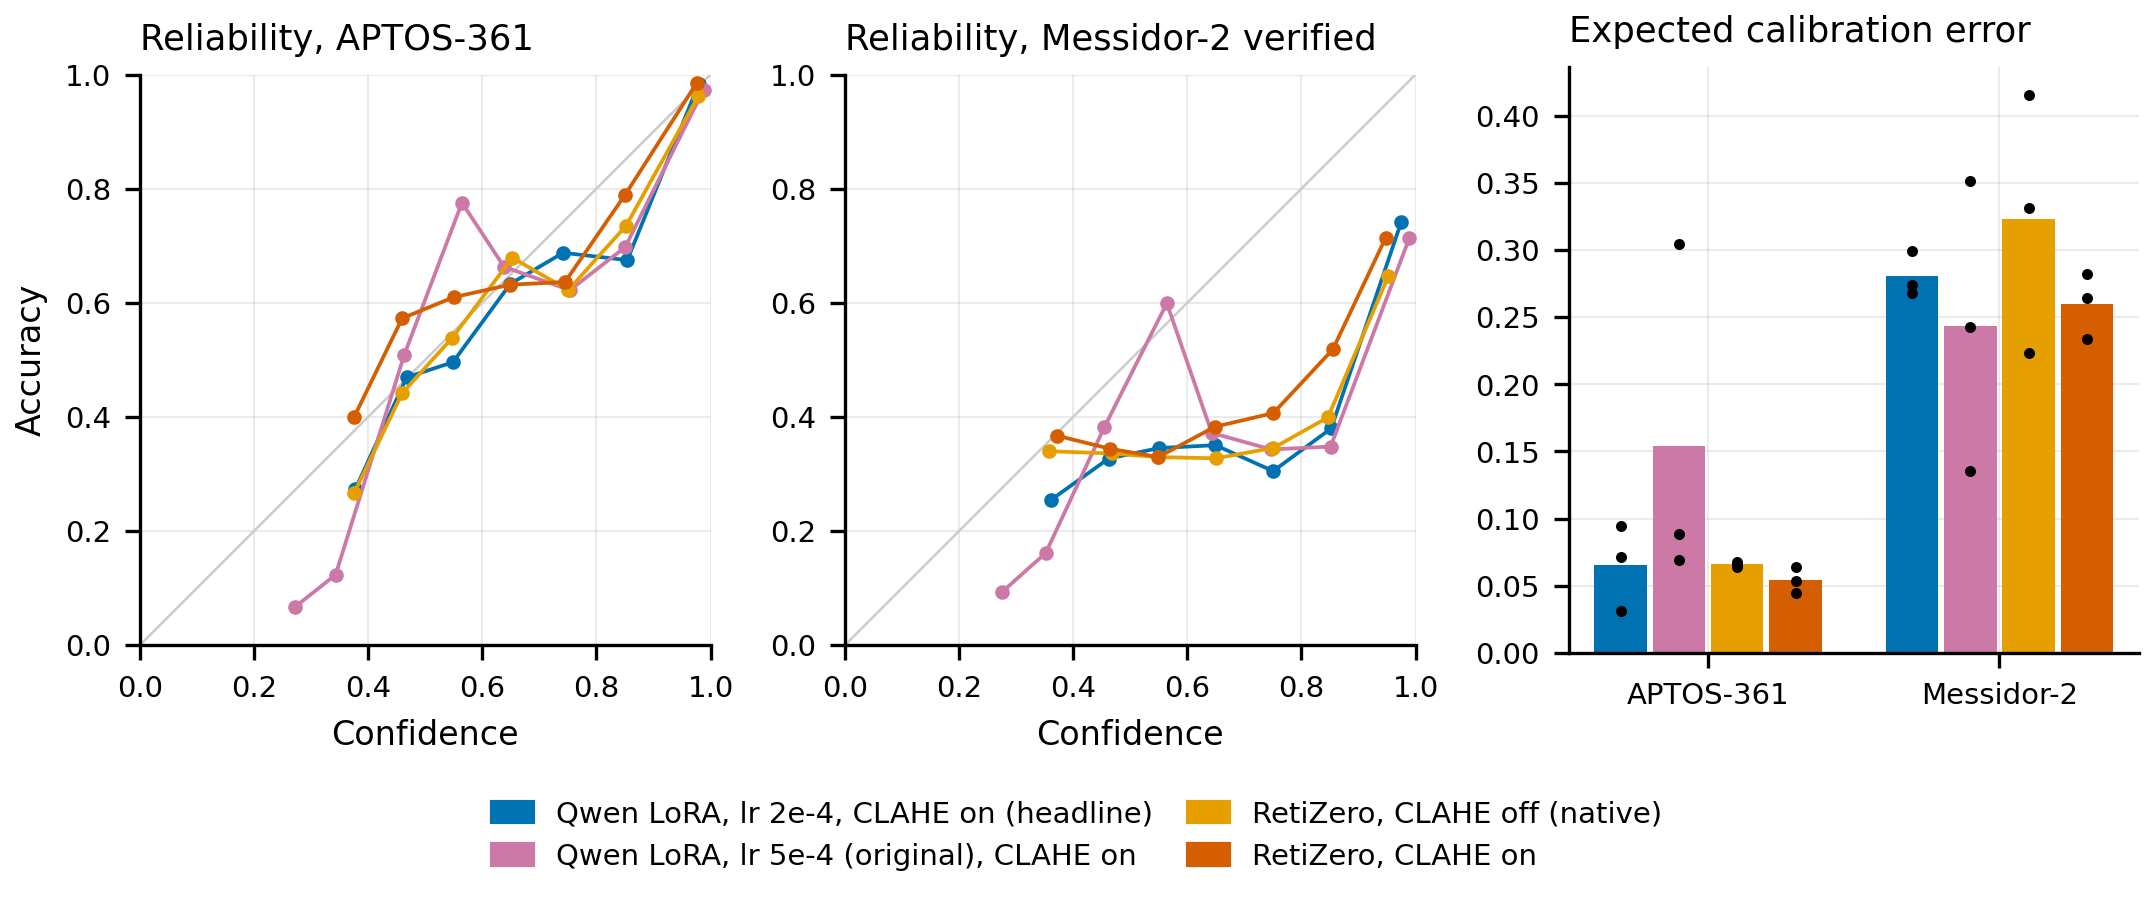 Reliability, APTOS-361
1.0
0.8
0.6
0.4
0.2
0.0
Accuracy
0.0 0.2 0.4 0.6 0.8 1.0
Confidence
Reliability, Messidor-2 verified
1.0
0.8
0.6
0.4
0.2
0.0
0.0 0.2 0.4 0.6 0.8 1.0
Confidence
Expected calibration error
0.40
0.35
0.30
0.25
0.20
0.15
0.10
0.05
0.00
APTOS-361 Messidor-2
Qwen LoRA, lr 2e-4, CLAHE on (headline)
Qwen LoRA, lr 5e-4 (original), CLAHE on
RetiZero, CLAHE off (native)
RetiZero, CLAHE on